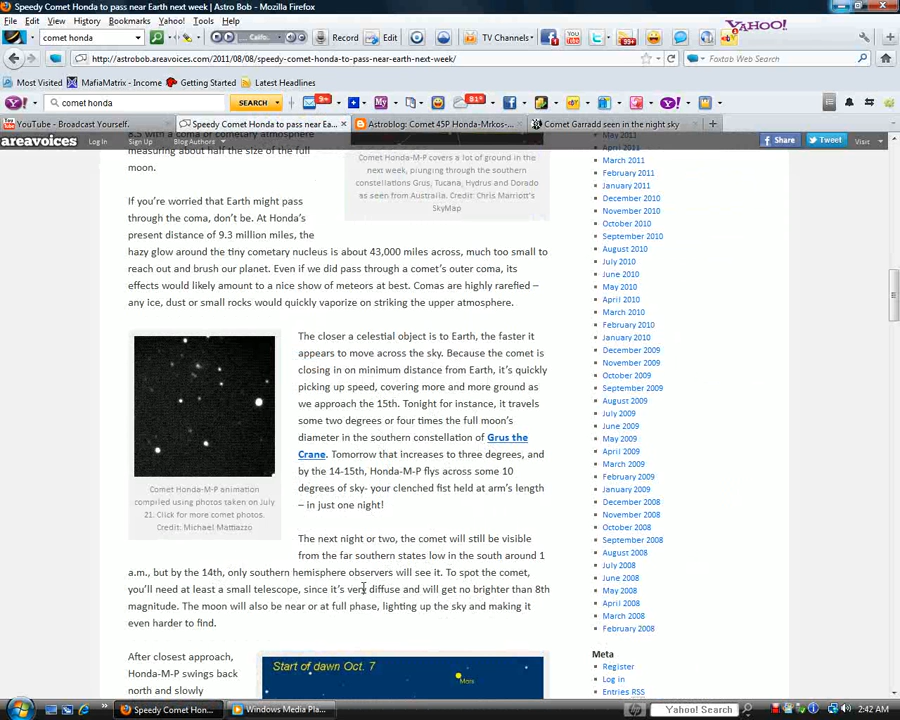 Speedy Comet Honda to pass near Earth next week | Astro Bob - Mozilla Firefox
File Edit View History Bookmarks Yahoo! Tools Help
comet honda Record Edit TV Channels 99+ YAHOO!
http://astrobob.areavoices.com/2011/08/08/speedy-comet-honda-to-pass-near-earth-next-week/ Foxtab Web Search
Most Visited MafiaMatrix - Income Getting Started Latest Headlines
Y! comet honda SEARCH 9+ My 81°
YouTube - Broadcast Yourself. Speedy Comet Honda to pass near Ea... Astroblog: Comet 45P Honda-Mrkos-... Comet Garradd seen in the night sky
areavoices Log In Sign Up Blog Authors Share Tweet Visit
8.5 with a coma or cometary atmosphere
measuring about half the size of the full
moon.
Comet Honda-M-P covers a lot of ground in the
next week, plunging through the southern
constellations Grus, Tucana, Hydrus and Dorado
as seen from Australia. Credit: Chris Marriott's
SkyMap
If you're worried that Earth might pass
through the coma, don't be. At Honda's
present distance of 9.3 million miles, the
hazy glow around the tiny cometary nucleus is about 43,000 miles across, much too small to
reach out and brush our planet. Even if we did pass through a comet's outer coma, its
effects would likely amount to a nice show of meteors at best. Comas are highly rarefied –
any ice, dust or small rocks would quickly vaporize on striking the upper atmosphere.
Comet Honda-M-P animation
compiled using photos taken on July
21. Click for more comet photos.
Credit: Michael Mattiazzo
The closer a celestial object is to Earth, the faster it
appears to move across the sky. Because the comet is
closing in on minimum distance from Earth, it's quickly
picking up speed, covering more and more ground as
we approach the 15th. Tonight for instance, it travels
some two degrees or four times the full moon's
diameter in the southern constellation of Grus the
Crane. Tomorrow that increases to three degrees, and
by the 14-15th, Honda-M-P flys across some 10
degrees of sky- your clenched fist held at arm's length
– in just one night!
The next night or two, the comet will still be visible
from the far southern states low in the south around 1
a.m., but by the 14th, only southern hemisphere observers will see it. To spot the comet,
you'll need at least a small telescope, since it's very diffuse and will get no brighter than 8th
magnitude. The moon will also be near or at full phase, lighting up the sky and making it
even harder to find.
After closest approach,
Honda-M-P swings back
north and slowly
Start of dawn Oct. 7
Mars
May 2011
April 2011
March 2011
February 2011
January 2011
December 2010
November 2010
October 2010
September 2010
August 2010
July 2010
June 2010
May 2010
April 2010
March 2010
February 2010
January 2010
December 2009
November 2009
October 2009
September 2009
August 2009
July 2009
June 2009
May 2009
April 2009
March 2009
February 2009
January 2009
December 2008
November 2008
October 2008
September 2008
August 2008
July 2008
June 2008
May 2008
April 2008
March 2008
February 2008
Meta
Register
Log in
Entries RSS
Speedy Comet Hon... Windows Media Pla... Yahoo! Search 2:42 AM